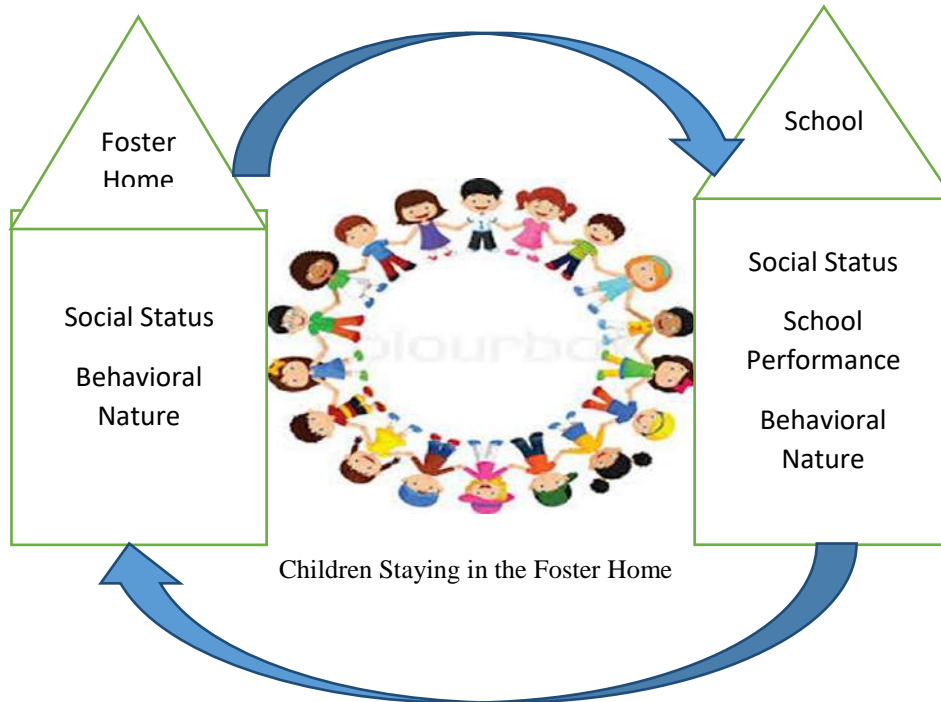 Foster
Home
Social Status
Behavioral
Nature
School
Social Status
School
Performance
Behavioral
Nature
Children Staying in the Foster Home